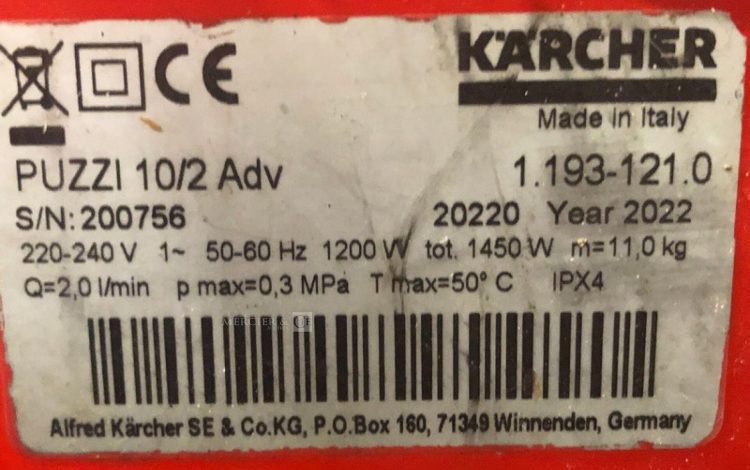 KÄRCHER
Made in Italy
PUZZI 10/2 Adv 1.193-121.0
S/N: 200756 20220 Year 2022
220-240 V 1~ 50-60 Hz 1200 W tot. 1450 W m=11,0 kg
Q=2,0 l/min p max=0,3 MPa T max=50° C IPX4
Alfred Kärcher SE & Co.KG, P.O.Box 160, 71349 Winnenden, Germany